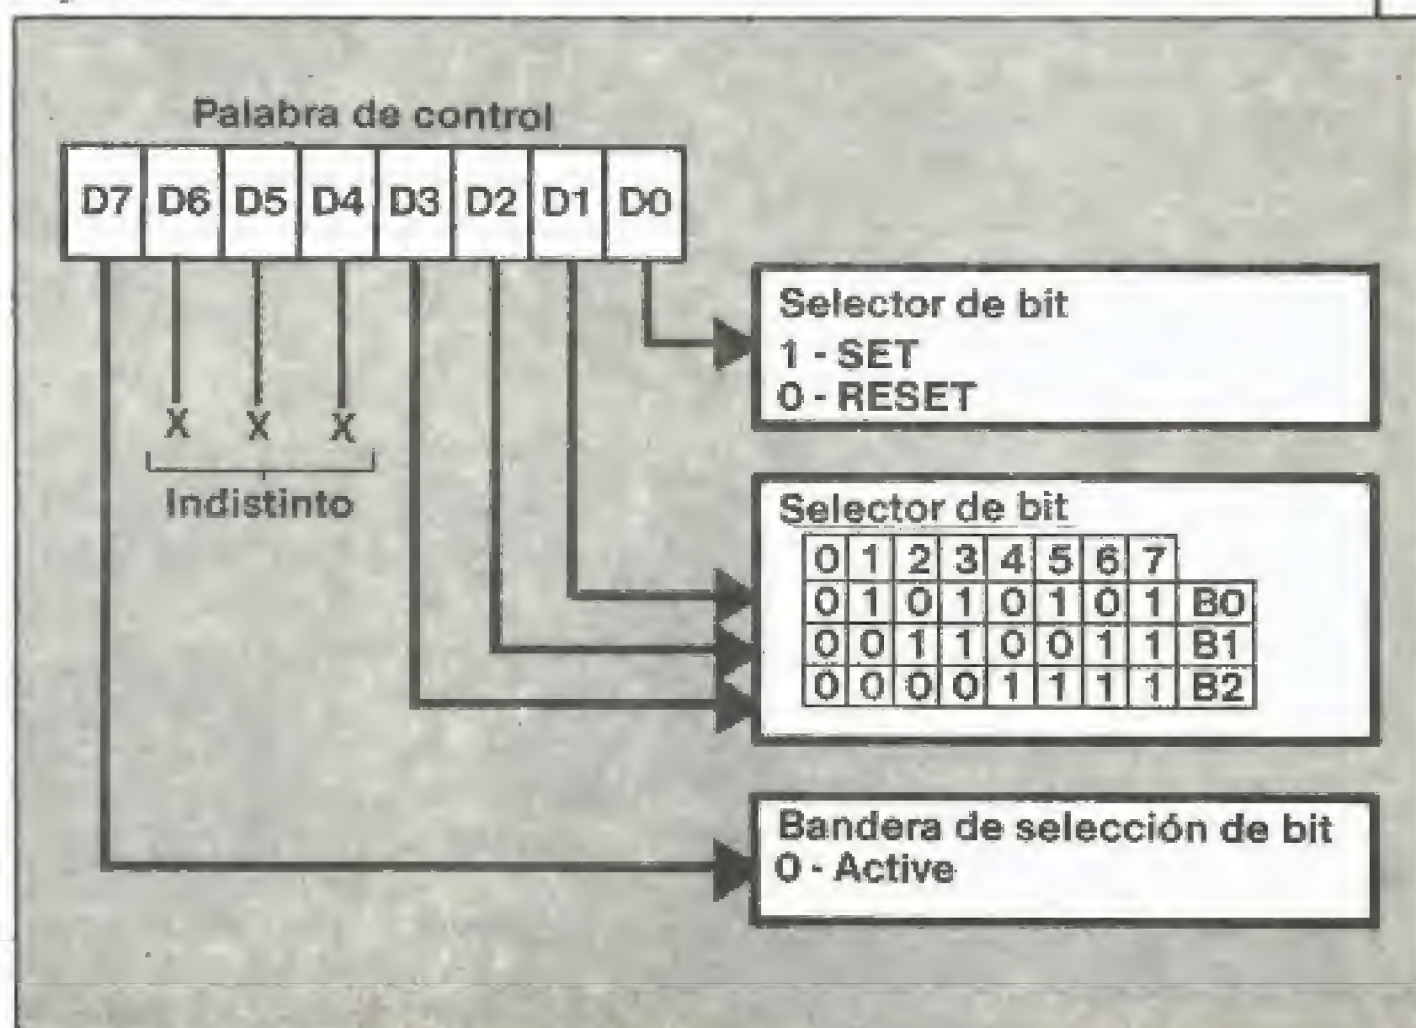 Palabra de control
D7 D6 D5 D4 D3 D2 D1 D0
Selector de bit
1 - SET
0 - RESET
X X X
Indistinto
Selector de bit
0 1 2 3 4 5 6 7
0 1 0 1 0 1 0 1 B0
0 0 1 1 0 0 1 1 B1
0 0 0 0 1 1 1 1 B2
Bandera de selección de bit
0 - Active